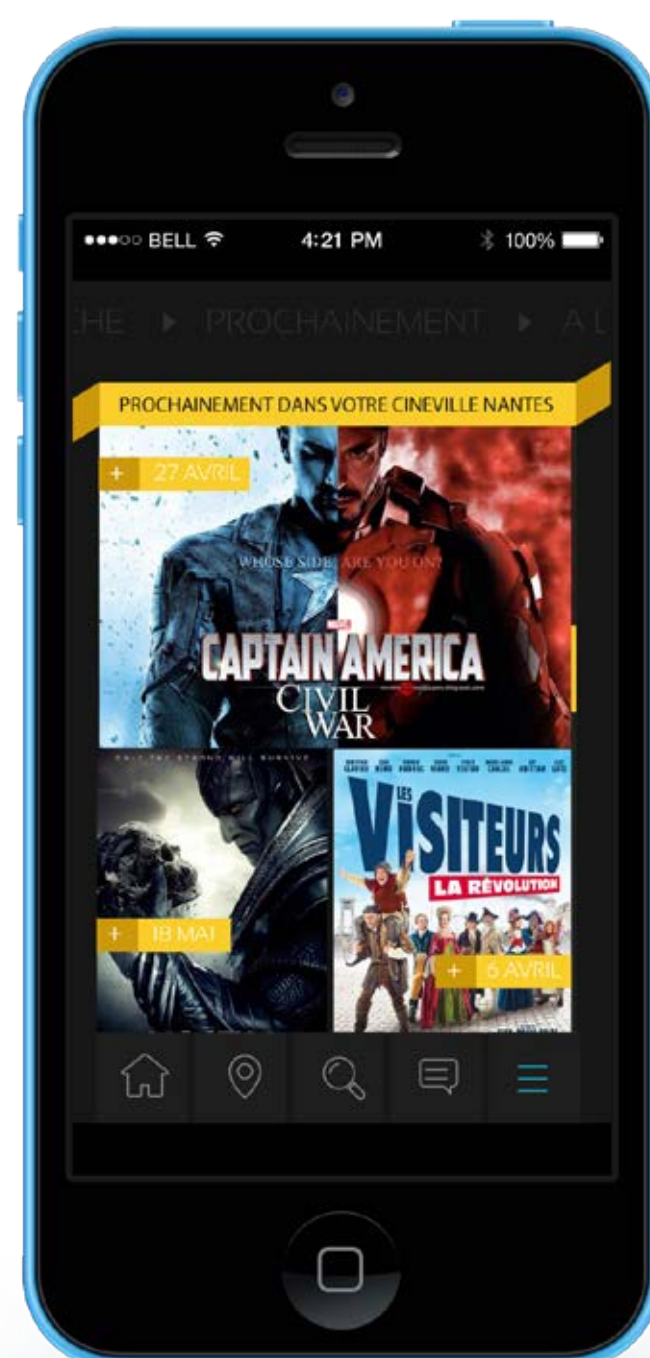 BELL 4:21 PM 100%
CHE ▸ PROCHAINEMENT ▸ A L
PROCHAINEMENT DANS VOTRE CINEVILLE NANTES
+ 27 AVRIL
WHOSE SIDE ARE YOU ON?
MARVEL
CAPTAIN AMERICA
CIVIL
WAR
ONLY THE STRONG WILL SURVIVE
LES
VISITEURS
LA RÉVOLUTION
+ 18 MAI
+ 6 AVRIL